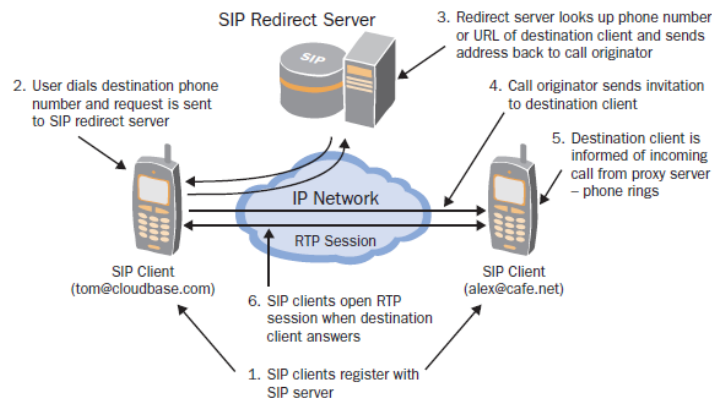 SIP Redirect Server
SIP
3. Redirect server looks up phone number
or URL of destination client and sends
address back to call originator
2. User dials destination phone
number and request is sent
to SIP redirect server
4. Call originator sends invitation
to destination client
5. Destination client is
informed of incoming
call from proxy server
– phone rings
IP Network
RTP Session
SIP Client
(tom@cloudbase.com)
SIP Client
(alex@cafe.net)
6. SIP clients open RTP
session when destination
client answers
1. SIP clients register with
SIP server